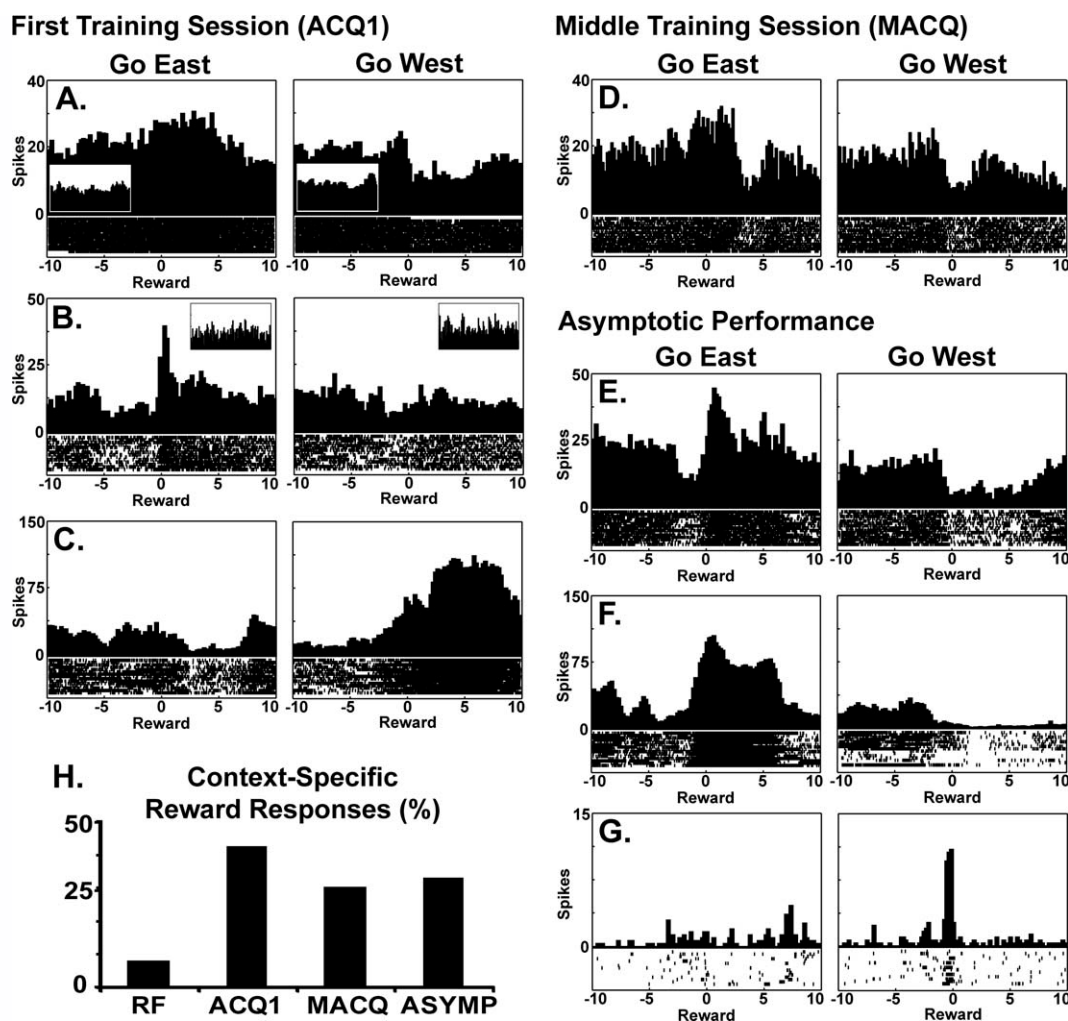 First Training Session (ACQ1)
Go East Go West
A.
Spikes
40
20
0
-10 -5 0 5 10 -10 -5 0 5 10
Reward Reward
B.
Spikes
50
25
0
-10 -5 0 5 10 -10 -5 0 5 10
Reward Reward
C.
Spikes
150
75
0
-10 -5 0 5 10 -10 -5 0 5 10
Reward Reward
H.
Context-Specific
Reward Responses (%)
50
25
0
RF ACQ1 MACQ ASYMP
Middle Training Session (MACQ)
Go East Go West
D.
Spikes
40
20
0
-10 -5 0 5 10 -10 -5 0 5 10
Reward Reward
Asymptotic Performance
Go East Go West
E.
Spikes
50
25
0
-10 -5 0 5 10 -10 -5 0 5 10
Reward Reward
F.
Spikes
150
75
0
-10 -5 0 5 10 -10 -5 0 5 10
Reward Reward
G.
Spikes
15
0
-10 -5 0 5 10 -10 -5 0 5 10
Reward Reward